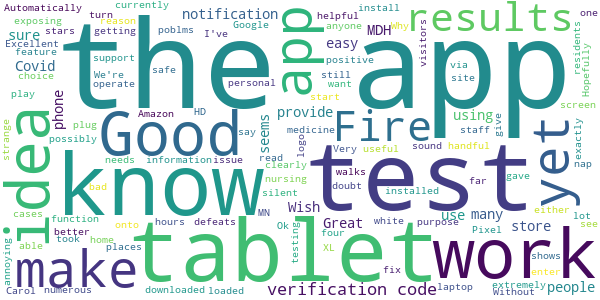 Automatically
currently
install
exposing
reason
turn
notification
Google
helpful
Why
results
one
Excellent
stars
getting
poblms
anyone
MDH
visitors
residents
sure
the app
app
feature
support
I've
easy
positive
via
Covid
We're
safe
still
site
Hopefully
choice
operate
personal
want
play
phone
Amazon
HD
provide
start
using
screen
strange
idea
plug
Good
say
seems
logo
Fire
give
yet
exactly
possibly
medicine
staff
needs
information
issue
read
Very
useful
handful
nap
clearly
sound
know
nursing
walks
test
either
bad
silent
doubt
installed
far
gave
cases
function
onto
MN
Wish
Great
use
many
store
lot
see
better
hours
defeats
Ok
white
purpose
Pixel
took
home
places
tablet
testing
four
XL
work
shows
enter
annoying
able
make
fix
laptop
downloaded
loaded
extremely
Carol
numerous
verification code
Without
people